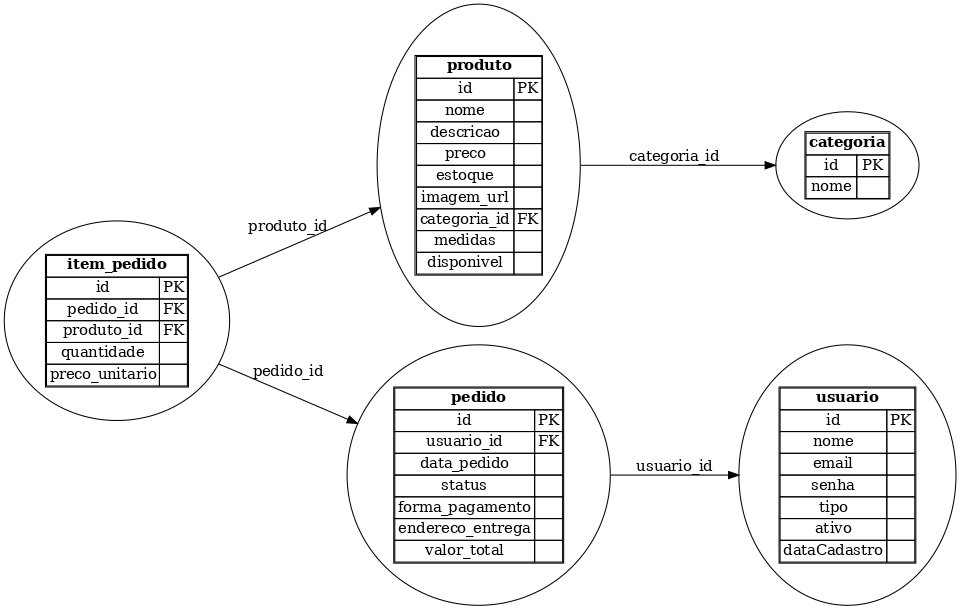 produto
id PK
nome
descricao
preco
estoque
imagem_url
categoria_id FK
medidas
disponivel
categoria_id
categoria
id PK
nome
produto_id
item_pedido
id PK
pedido_id FK
produto_id FK
quantidade
preco_unitario
pedido_id
pedido
id PK
usuario_id FK
data_pedido
status
forma_pagamento
endereco_entrega
valor_total
usuario_id
usuario
id PK
nome
email
senha
tipo
ativo
dataCadastro